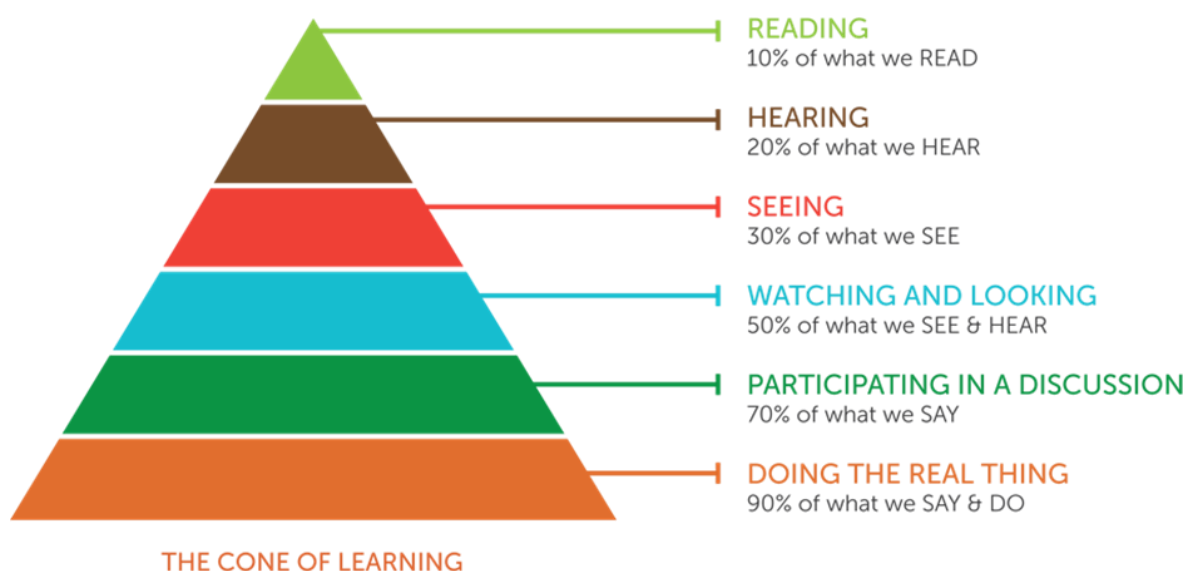 READING
10% of what we READ
HEARING
20% of what we HEAR
SEEING
30% of what we SEE
WATCHING AND LOOKING
50% of what we SEE & HEAR
PARTICIPATING IN A DISCUSSION
70% of what we SAY
DOING THE REAL THING
90% of what we SAY & DO
THE CONE OF LEARNING